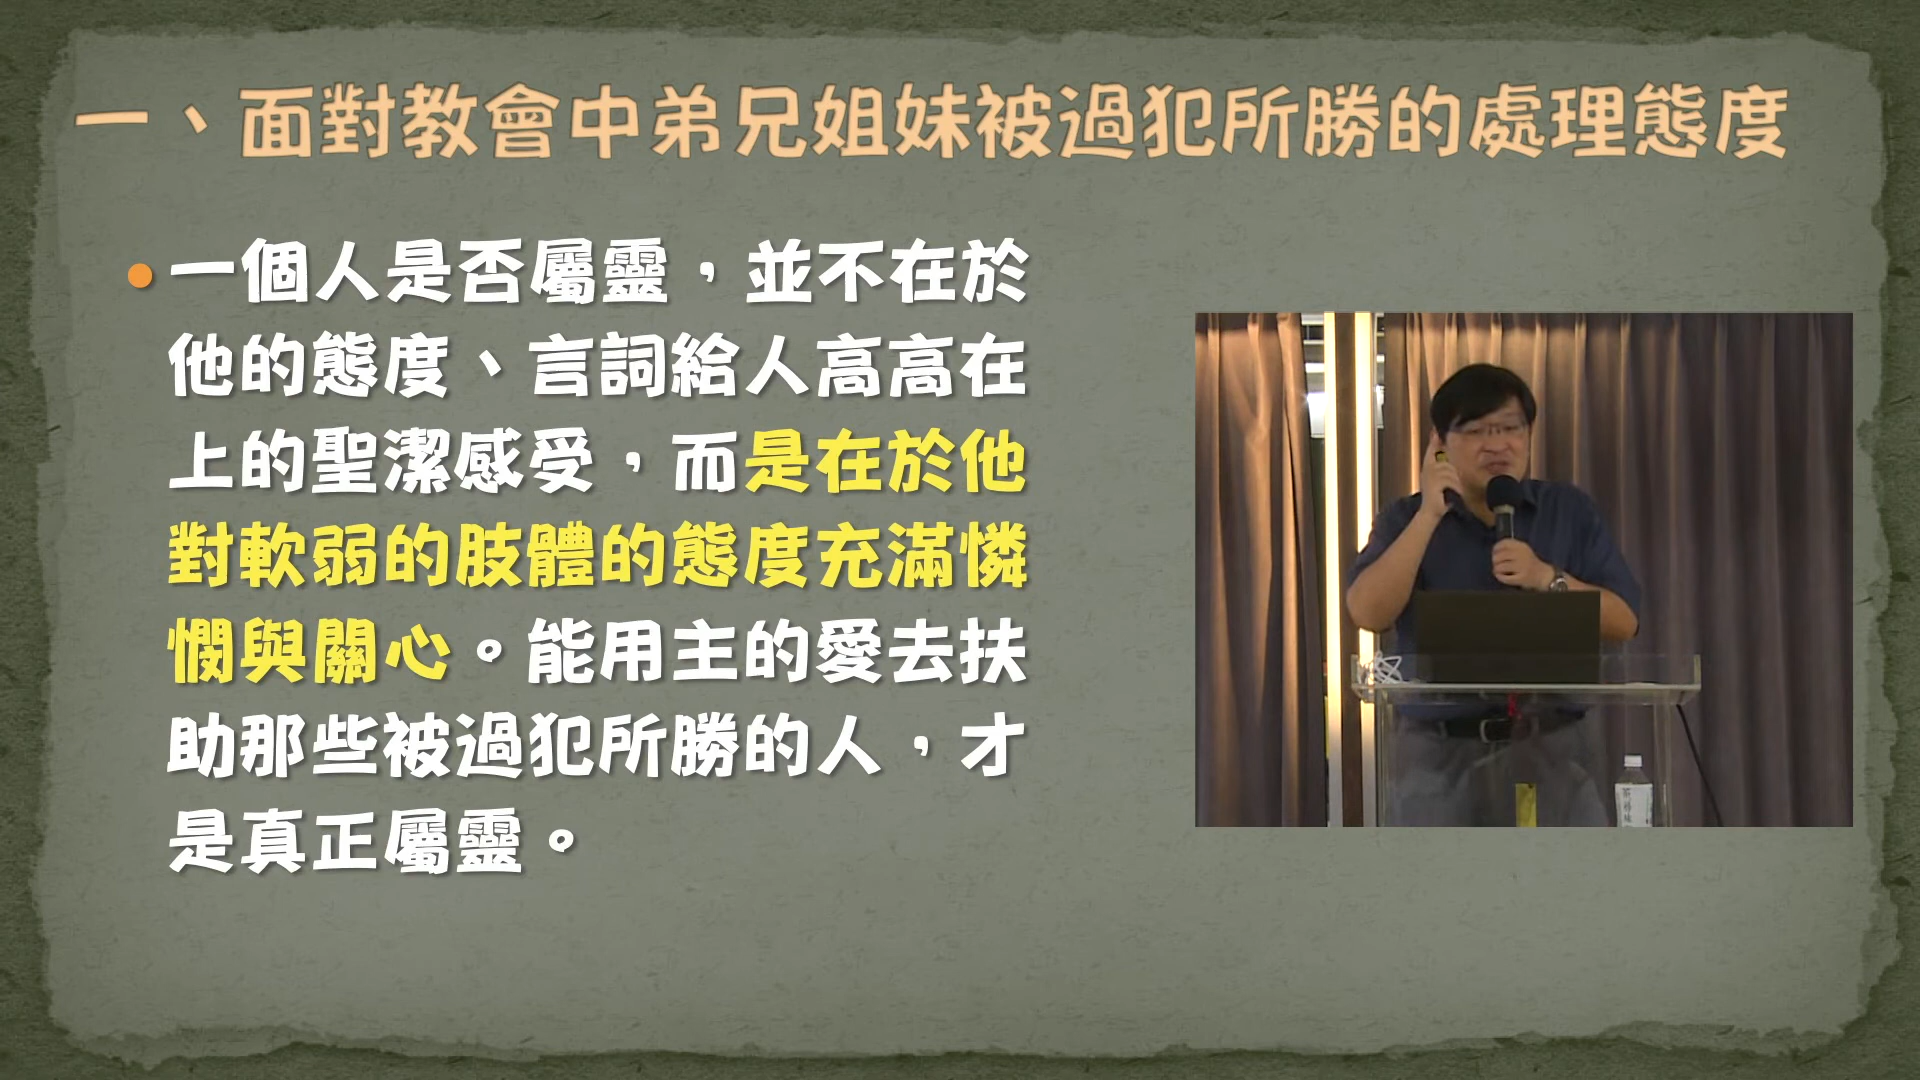 一、面對教會中弟兄姐妹被過犯所勝的處理態度
•一個人是否屬靈，並不在於
他的態度、言詞給人高高在
上的聖潔感受，而是在於他
對軟弱的肢體的態度充滿憐
憫與關心。能用主的愛去扶
助那些被過犯所勝的人，才
是真正屬靈。